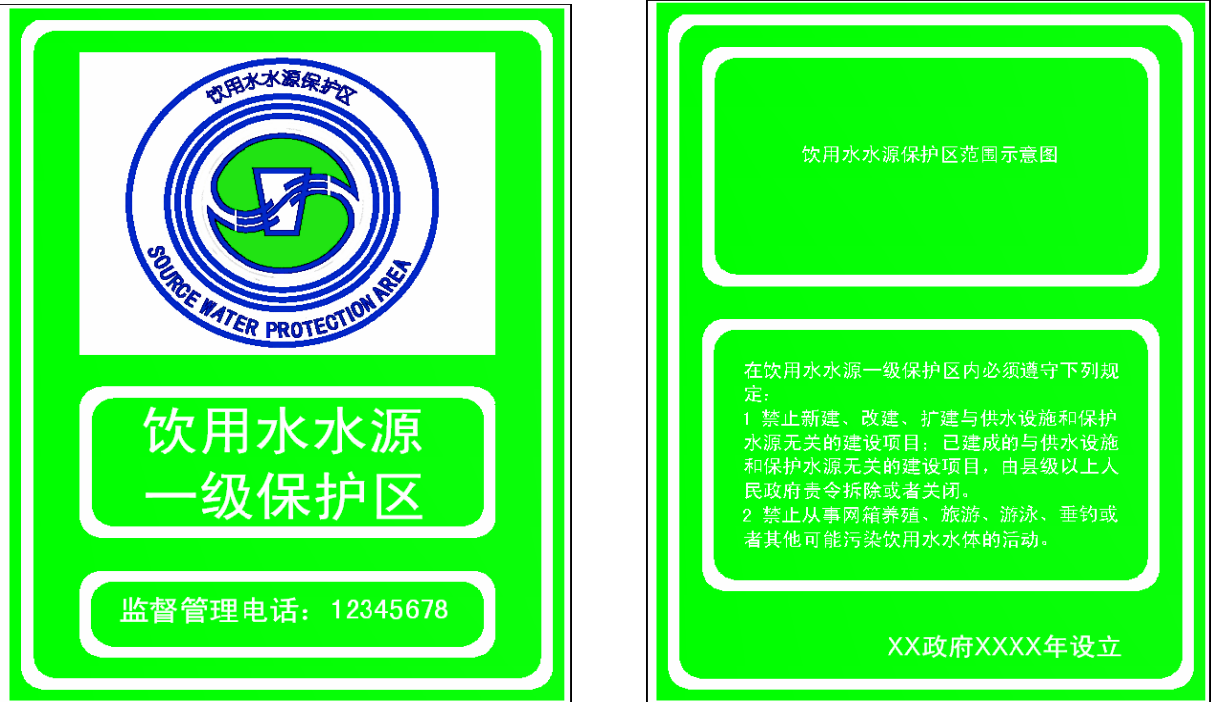 饮用水水源保护区
SOURCE WATER PROTECTION AREA
饮用水水源
一级保护区
监督管理电话：12345678
饮用水水源保护区范围示意图
在饮用水水源一级保护区内必须遵守下列规
定：
1 禁止新建、改建、扩建与供水设施和保护
水源无关的建设项目；已建成的与供水设施
和保护水源无关的建设项目，由县级以上人
民政府责令拆除或者关闭。
2 禁止从事网箱养殖、旅游、游泳、垂钓或
者其他可能污染饮用水水体的活动。
XX政府XXXX年设立